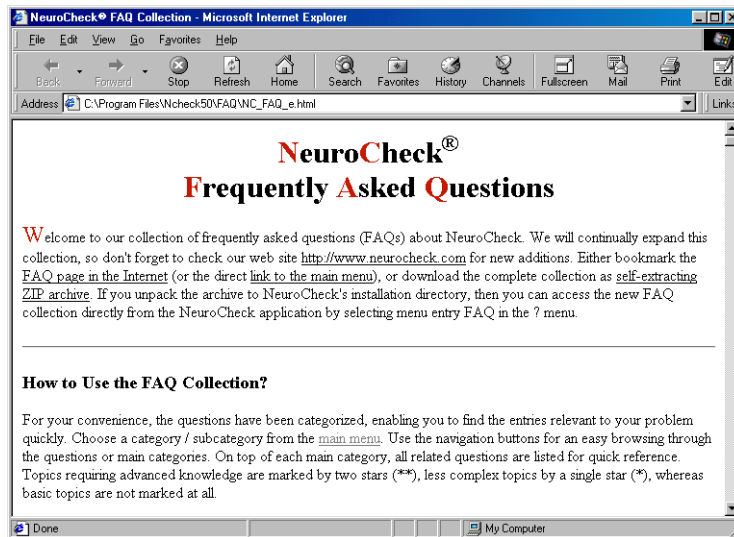 NeuroCheck® FAQ Collection - Microsoft Internet Explorer
File Edit View Go Favorites Help
Back Forward Stop Refresh Home Search Favorites History Channels Fullscreen Mail Print Edit
Address C:\Program Files\Ncheck50\FAQ\NC_FAQ_e.html Links
NeuroCheck®
Frequently Asked Questions
Welcome to our collection of frequently asked questions (FAQs) about NeuroCheck. We will continually expand this
collection, so don't forget to check our web site http://www.neurocheck.com for new additions. Either bookmark the
FAQ page in the Internet (or the direct link to the main menu), or download the complete collection as self-extracting
ZIP archive. If you unpack the archive to NeuroCheck's installation directory, then you can access the new FAQ
collection directly from the NeuroCheck application by selecting menu entry FAQ in the ? menu.
How to Use the FAQ Collection?
For your convenience, the questions have been categorized, enabling you to find the entries relevant to your problem
quickly. Choose a category / subcategory from the main menu. Use the navigation buttons for an easy browsing through
the questions or main categories. On top of each main category, all related questions are listed for quick reference.
Topics requiring advanced knowledge are marked by two stars (**), less complex topics by a single star (*), whereas
basic topics are not marked at all.
Done My Computer